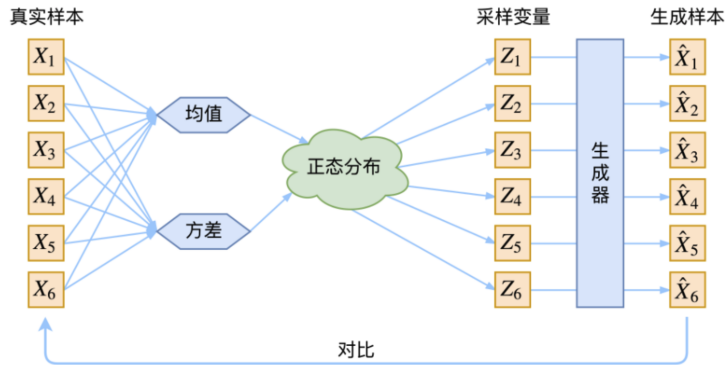 真实样本 采样变量 生成样本
X₁ Z₁ X̂₁
X₂ 均值 Z₂ X̂₂
X₃ 正态分布 Z₃ 生成器 X̂₃
X₄ Z₄ X̂₄
X₅ 方差 Z₅ X̂₅
X₆ Z₆ X̂₆
对比